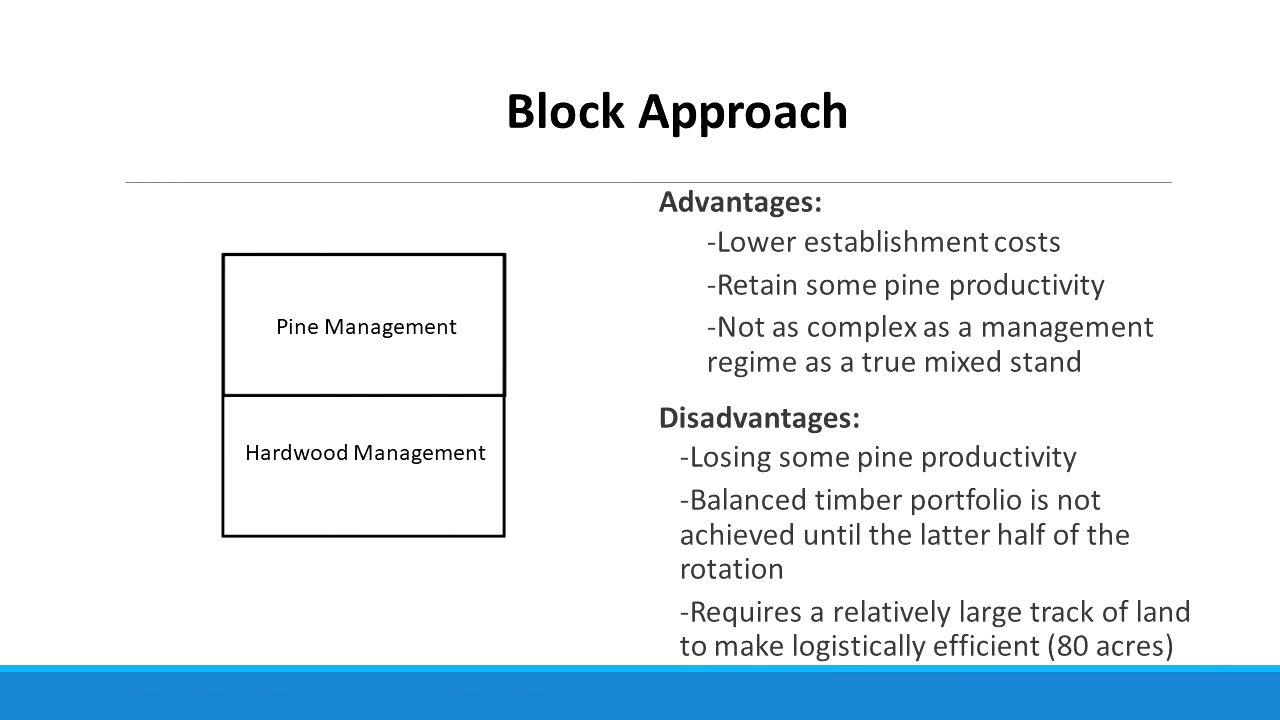 Block Approach
Pine Management
Hardwood Management
Advantages:
-Lower establishment costs
-Retain some pine productivity
-Not as complex as a management
regime as a true mixed stand
Disadvantages:
-Losing some pine productivity
-Balanced timber portfolio is not
achieved until the latter half of the
rotation
-Requires a relatively large track of land
to make logistically efficient (80 acres)